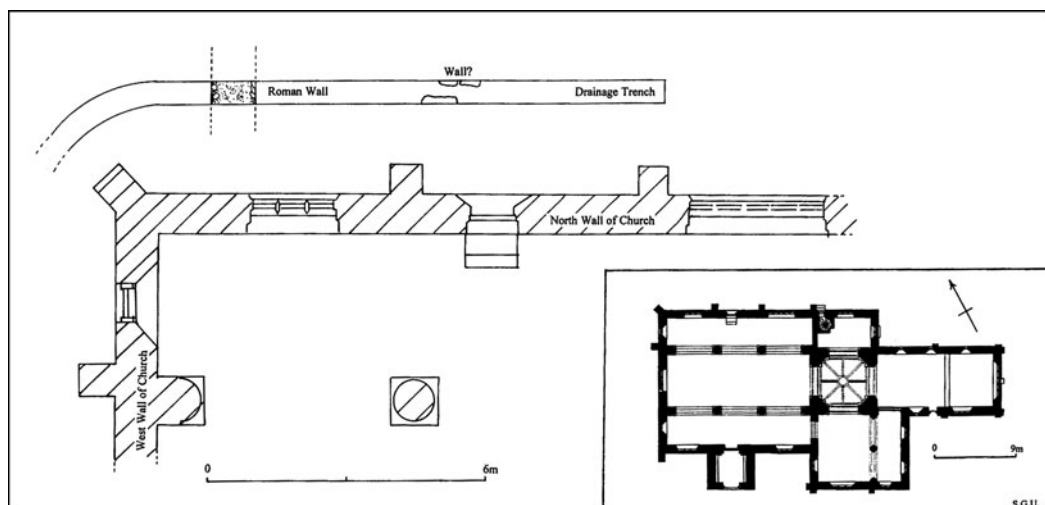 Wall?
Roman Wall
Drainage Trench
North Wall of Church
West Wall of Church
0 6m
0 9m
S.G.U.